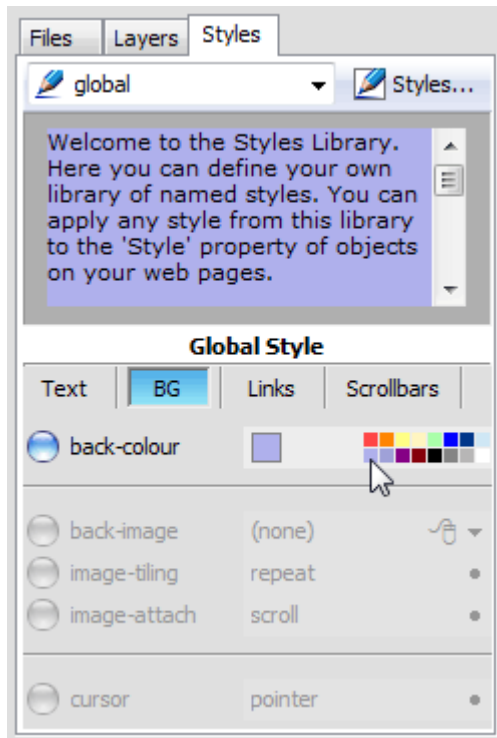 Files Layers Styles
global Styles...
Welcome to the Styles Library.
Here you can define your own
library of named styles. You can
apply any style from this library
to the 'Style' property of objects
on your web pages.
Global Style
Text BG Links Scrollbars
back-colour
back-image (none)
image-tiling repeat
image-attach scroll
cursor pointer